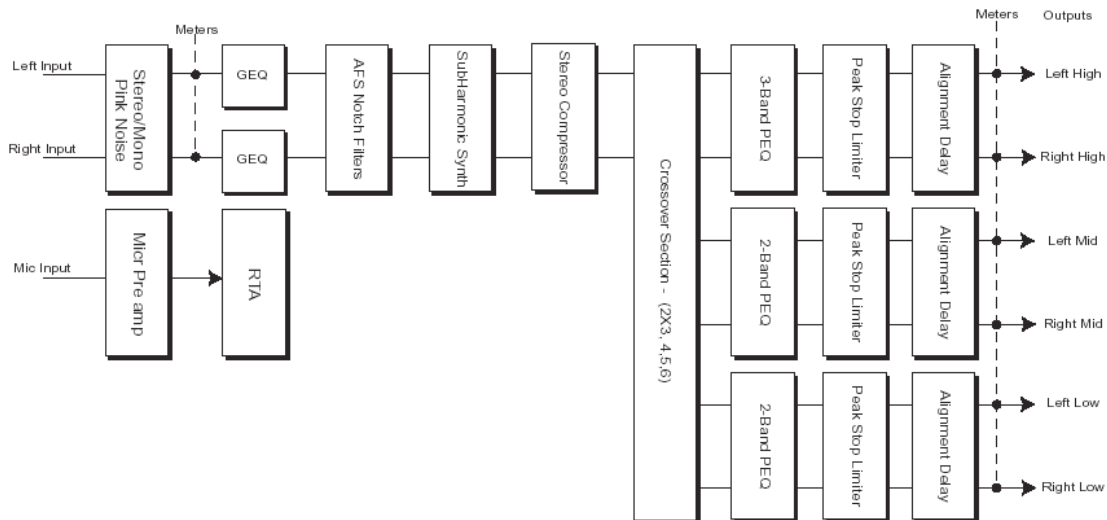 Meters
Meters
Outputs
Left Input
Right Input
Mic Input
Stereo/Mono
Pink Noise
GEQ
GEQ
AFS Notch Filters
SubHarmonic Synth
Stereo Compressor
Micr Pre amp
RTA
Crossover Section - (2X3, 4,5,6)
3-Band PEQ
Peak Stop Limiter
Alignment Delay
Left High
Right High
2-Band PEQ
Peak Stop Limiter
Alignment Delay
Left Mid
Right Mid
2-Band PEQ
Peak Stop Limiter
Alignment Delay
Left Low
Right Low